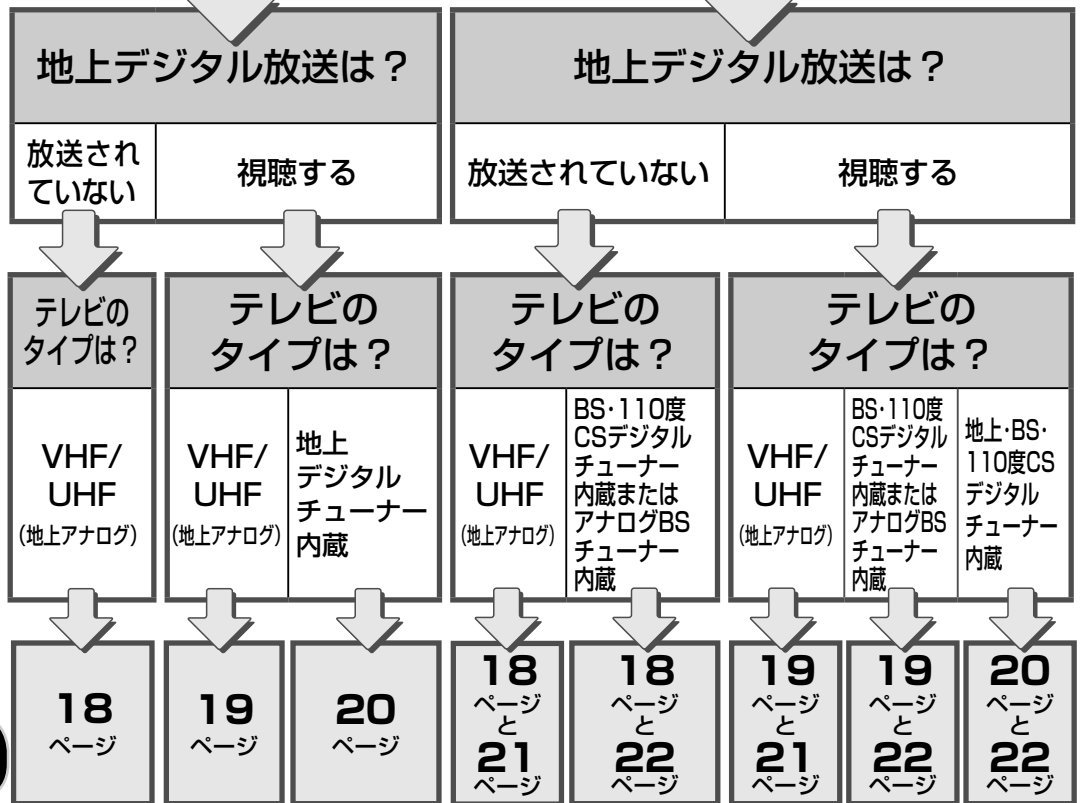 地上デジタル放送は？
地上デジタル放送は？
放送され
ていない
視聴する
放送されていない
視聴する
テレビの
タイプは？
テレビの
タイプは？
テレビの
タイプは？
テレビの
タイプは？
VHF/
UHF
(地上アナログ)
VHF/
UHF
(地上アナログ)
地上
デジタル
チューナー
内蔵
VHF/
UHF
(地上アナログ)
BS･110度
CSデジタル
チューナー
内蔵または
アナログBS
チューナー
内蔵
VHF/
UHF
(地上アナログ)
BS･110度
CSデジタル
チューナー
内蔵または
アナログBS
チューナー
内蔵
地上･BS･
110度CS
デジタル
チューナー
内蔵
18
ページ
19
ページ
20
ページ
18
ページ
と
21
ページ
18
ページ
と
22
ページ
19
ページ
と
21
ページ
19
ページ
と
22
ページ
20
ページ
と
22
ページ